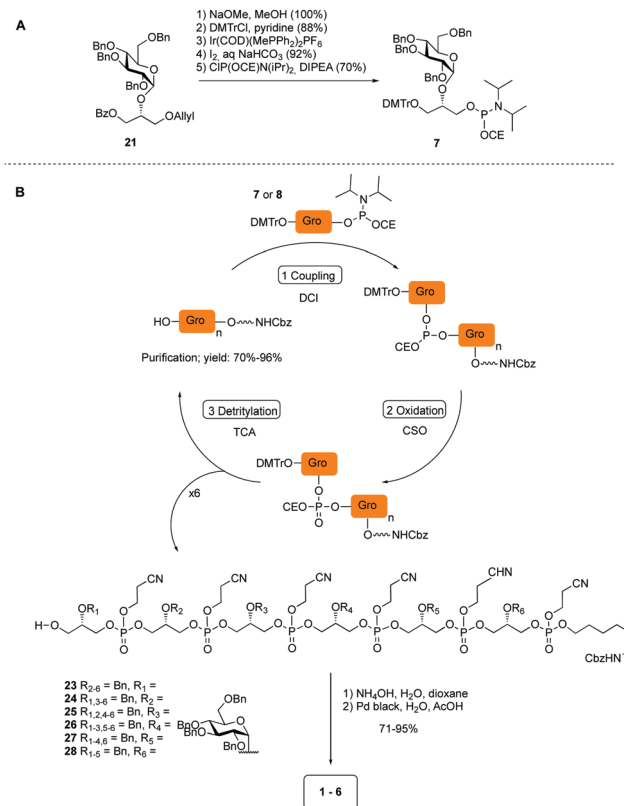 A
1) NaOMe, MeOH (100%)
2) DMTrCl, pyridine (88%)
3) Ir(COD)(MePPh2)2PF6
4) I2, aq NaHCO3 (92%)
5) ClP(OCE)N(iPr)2, DIPEA (70%)
OBn
BnO
BnO
BnO
O
O
BzO
OAllyl
21
OBn
BnO
BnO
BnO
O
O
DMTrO
O
P
N
OCE
7
B
7 or 8
DMTrO
Gro
O
P
N
OCE
1 Coupling
DCI
HO
Gro
n
O
NHCbz
Purification; yield: 70%-96%
DMTrO
Gro
O
P
O
CEO
Gro
n
O
NHCbz
3 Detritylation
TCA
2 Oxidation
CSO
x6
DMTrO
Gro
O
CEO
P
O
O
Gro
n
O
NHCbz
CN CN CN CN CHN CN
OR1 O OR2 O OR3 O OR4 O OR5 O OR6 O
H-O O P O O P O O P O O P O O P O O P O
O O O O O O
CbzHN
23 R2-6 = Bn, R1 =
24 R1,3-6 = Bn, R2 =
25 R1,2,4-6 = Bn, R3 =
26 R1-3,5-6 = Bn, R4 =
27 R1-4,6 = Bn, R5 =
28 R1-5 = Bn, R6 =
OBn
BnO
BnO
BnO
O
1) NH4OH, H2O, dioxane
2) Pd black, H2O, AcOH
71-95%
1 - 6